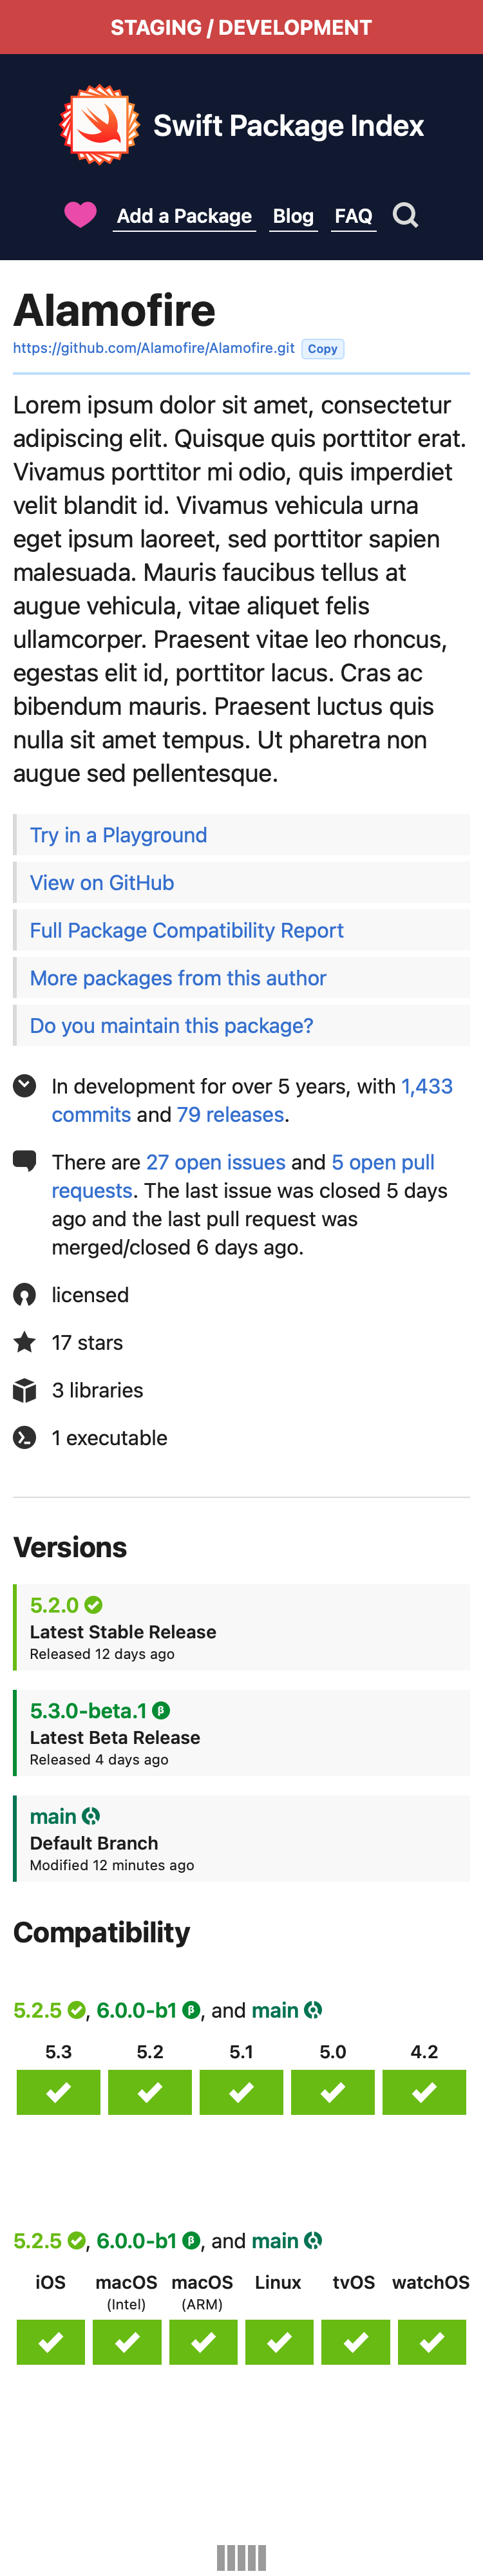 STAGING / DEVELOPMENT
Swift Package Index
Add a Package Blog FAQ
Alamofire
https://github.com/Alamofire/Alamofire.git Copy
Lorem ipsum dolor sit amet, consectetur
adipiscing elit. Quisque quis porttitor erat.
Vivamus porttitor mi odio, quis imperdiet
velit blandit id. Vivamus vehicula urna
eget ipsum laoreet, sed porttitor sapien
malesuada. Mauris faucibus tellus at
augue vehicula, vitae aliquet felis
ullamcorper. Praesent vitae leo rhoncus,
egestas elit id, porttitor lacus. Cras ac
bibendum mauris. Praesent luctus quis
nulla sit amet tempus. Ut pharetra non
augue sed pellentesque.
Try in a Playground
View on GitHub
Full Package Compatibility Report
More packages from this author
Do you maintain this package?
In development for over 5 years, with 1,433
commits and 79 releases.
There are 27 open issues and 5 open pull
requests. The last issue was closed 5 days
ago and the last pull request was
merged/closed 6 days ago.
licensed
17 stars
3 libraries
1 executable
Versions
5.2.0
Latest Stable Release
Released 12 days ago
5.3.0-beta.1 β
Latest Beta Release
Released 4 days ago
main
Default Branch
Modified 12 minutes ago
Compatibility
5.2.5, 6.0.0-b1 β, and main
5.3 5.2 5.1 5.0 4.2
5.2.5, 6.0.0-b1 β, and main
iOS macOS macOS Linux tvOS watchOS
(Intel) (ARM)